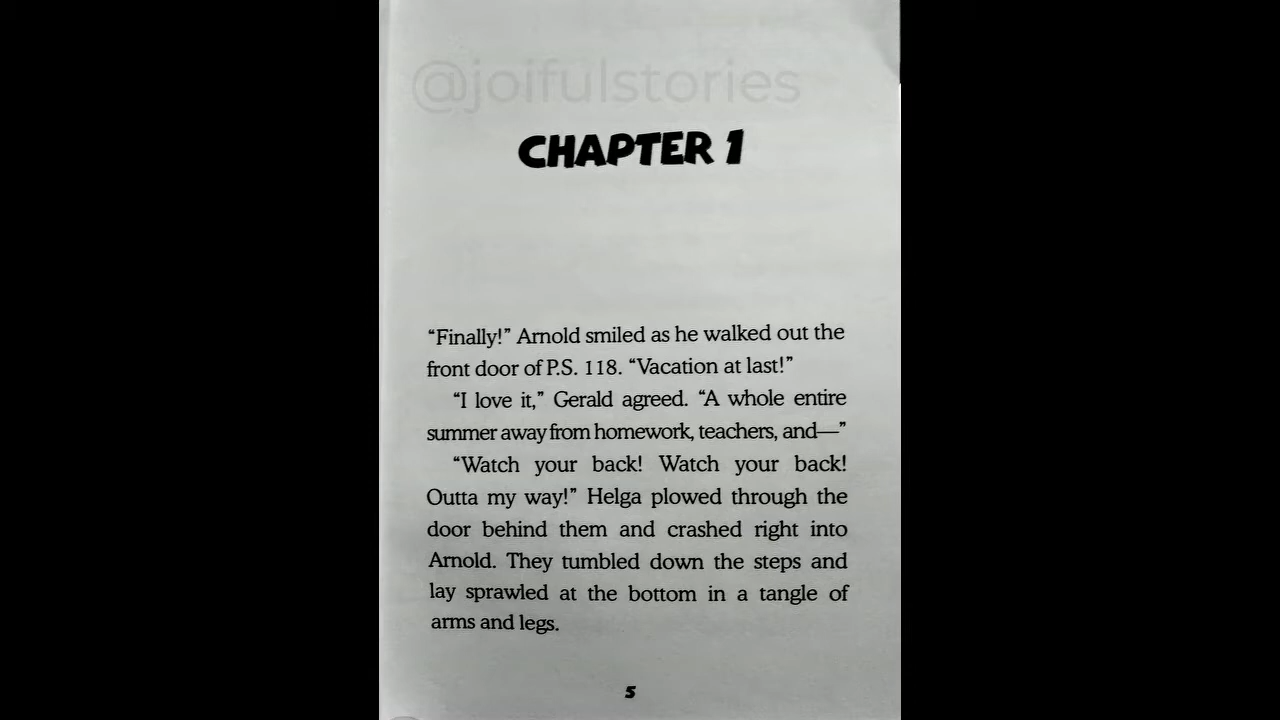 @joifulstories
CHAPTER 1
“Finally!” Arnold smiled as he walked out the
front door of P.S. 118. “Vacation at last!”
“I love it,” Gerald agreed. “A whole entire
summer away from homework, teachers, and—”
“Watch your back! Watch your back!
Outta my way!” Helga plowed through the
door behind them and crashed right into
Arnold. They tumbled down the steps and
lay sprawled at the bottom in a tangle of
arms and legs.
5